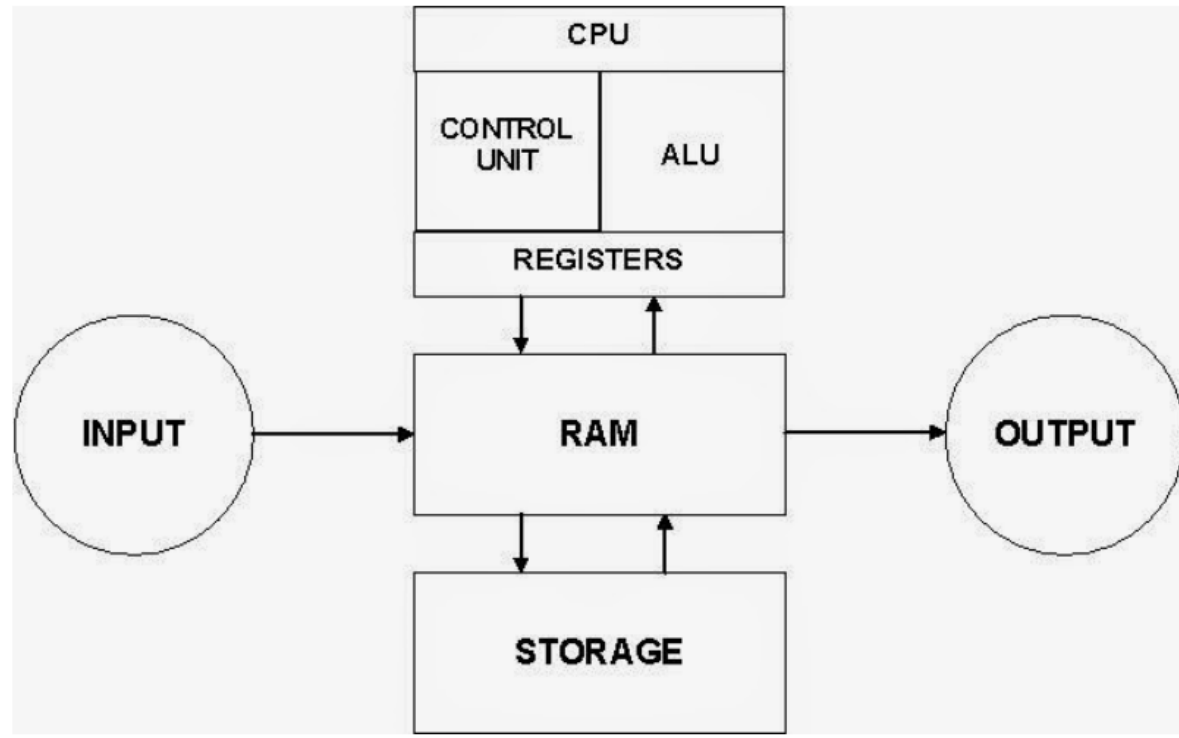 CPU
CONTROL
UNIT
ALU
REGISTERS
INPUT
RAM
OUTPUT
STORAGE